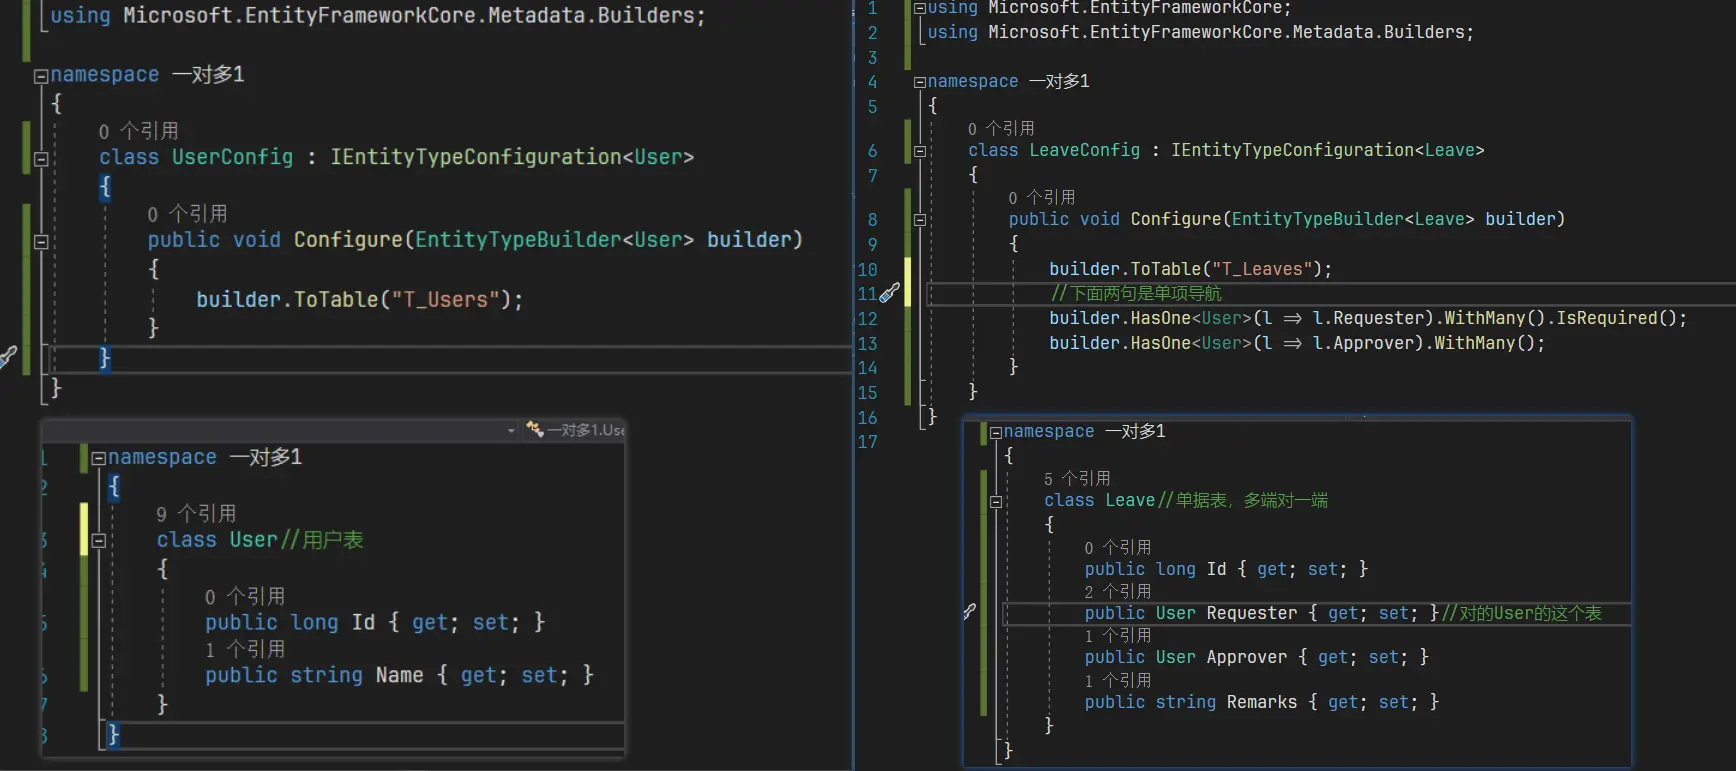 using Microsoft.EntityFrameworkCore.Metadata.Builders;
namespace 一对多1
{
0 个引用
class UserConfig : IEntityTypeConfiguration<User>
{
0 个引用
public void Configure(EntityTypeBuilder<User> builder)
{
builder.ToTable("T_Users");
}
}
}
一对多1.Use
1 namespace 一对多1
2 {
9 个引用
3 class User//用户表
4 {
0 个引用
5 public long Id { get; set; }
1 个引用
6 public string Name { get; set; }
7 }
8 }
1 using Microsoft.EntityFrameworkCore;
2 using Microsoft.EntityFrameworkCore.Metadata.Builders;
3
4 namespace 一对多1
5 {
0 个引用
6 class LeaveConfig : IEntityTypeConfiguration<Leave>
7 {
0 个引用
8 public void Configure(EntityTypeBuilder<Leave> builder)
9 {
10 builder.ToTable("T_Leaves");
11 //下面两句是单项导航
12 builder.HasOne<User>(l => l.Requester).WithMany().IsRequired();
13 builder.HasOne<User>(l => l.Approver).WithMany();
14 }
15 }
16 }
17
namespace 一对多1
{
5 个引用
class Leave//单据表，多端对一端
{
0 个引用
public long Id { get; set; }
2 个引用
public User Requester { get; set; }//对的User的这个表
1 个引用
public User Approver { get; set; }
1 个引用
public string Remarks { get; set; }
}
}